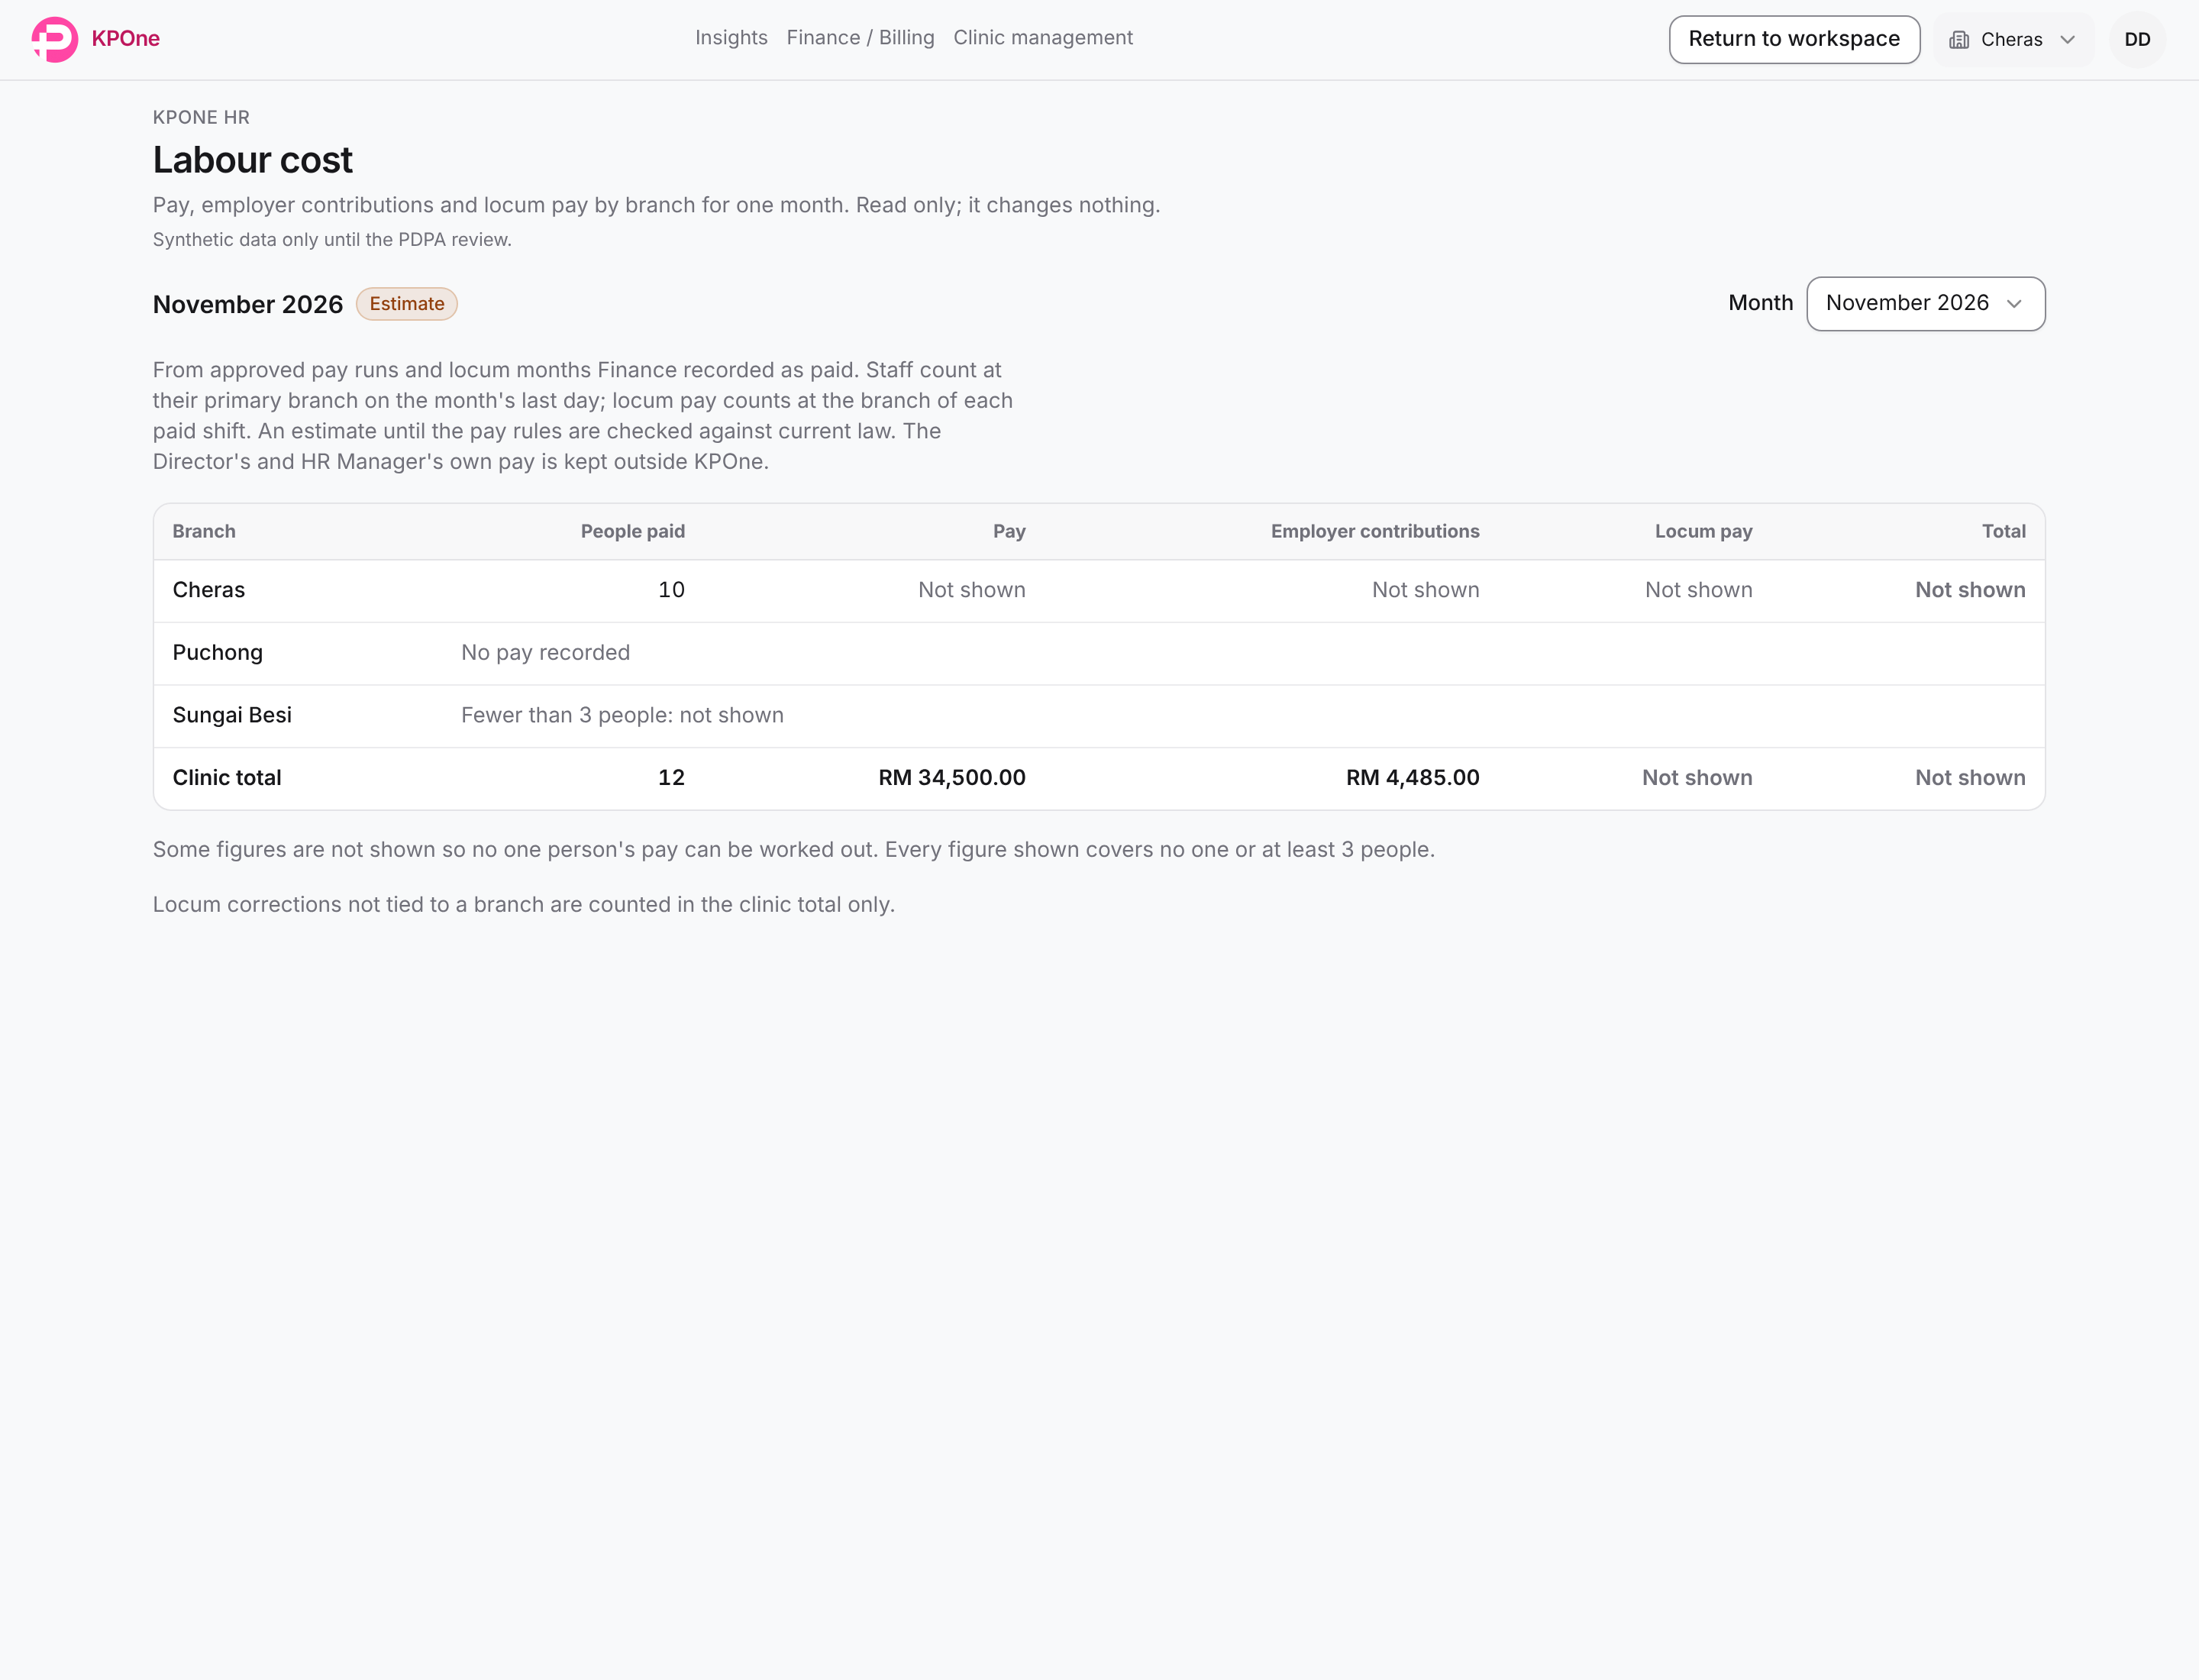 KPOne
Insights Finance / Billing Clinic management
Return to workspace
Cheras
DD
KPONE HR
Labour cost
Pay, employer contributions and locum pay by branch for one month. Read only; it changes nothing.
Synthetic data only until the PDPA review.
November 2026 Estimate
Month November 2026
From approved pay runs and locum months Finance recorded as paid. Staff count at
their primary branch on the month's last day; locum pay counts at the branch of each
paid shift. An estimate until the pay rules are checked against current law. The
Director's and HR Manager's own pay is kept outside KPOne.
Branch People paid Pay Employer contributions Locum pay Total
Cheras 10 Not shown Not shown Not shown Not shown
Puchong No pay recorded
Sungai Besi Fewer than 3 people: not shown
Clinic total 12 RM 34,500.00 RM 4,485.00 Not shown Not shown
Some figures are not shown so no one person's pay can be worked out. Every figure shown covers no one or at least 3 people.
Locum corrections not tied to a branch are counted in the clinic total only.